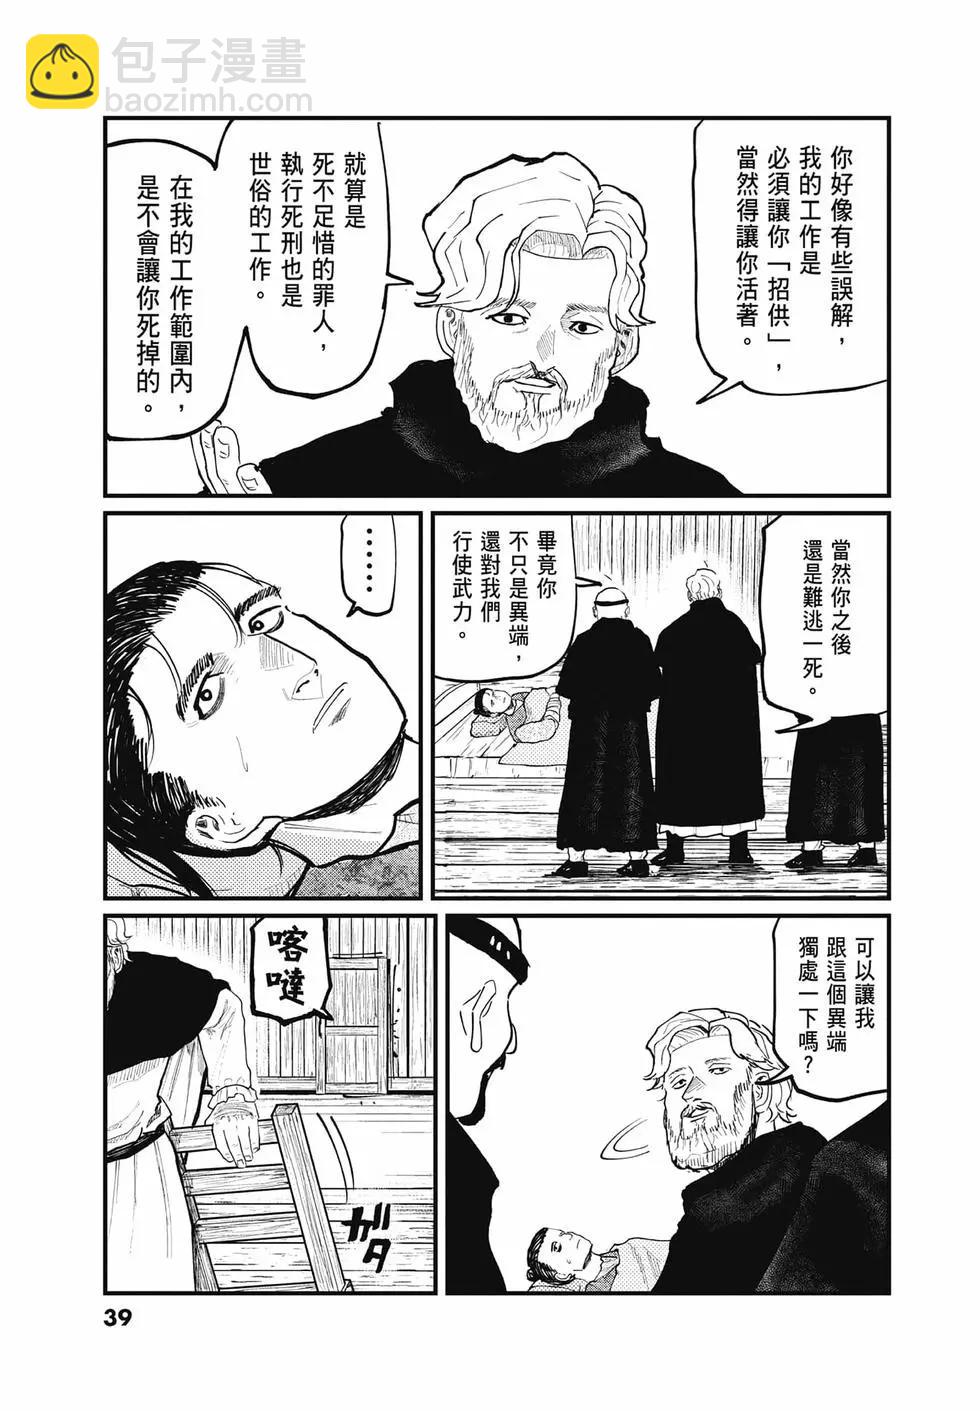 包子漫畫
baozimh.com
你好像有些誤解，
我的工作是
必須讓你「招供」，
當然得讓你活著。
就算是
死不足惜的罪人，
執行死刑也是
世俗的工作。
在我的工作範圍內，
是不會讓你死掉的。
當然你之後
還是難逃一死。
畢竟你
不只是異端，
還對我們
行使武力。
……
可以讓我
跟這個異端
獨處一下嗎？
喀噠
ガタ
39